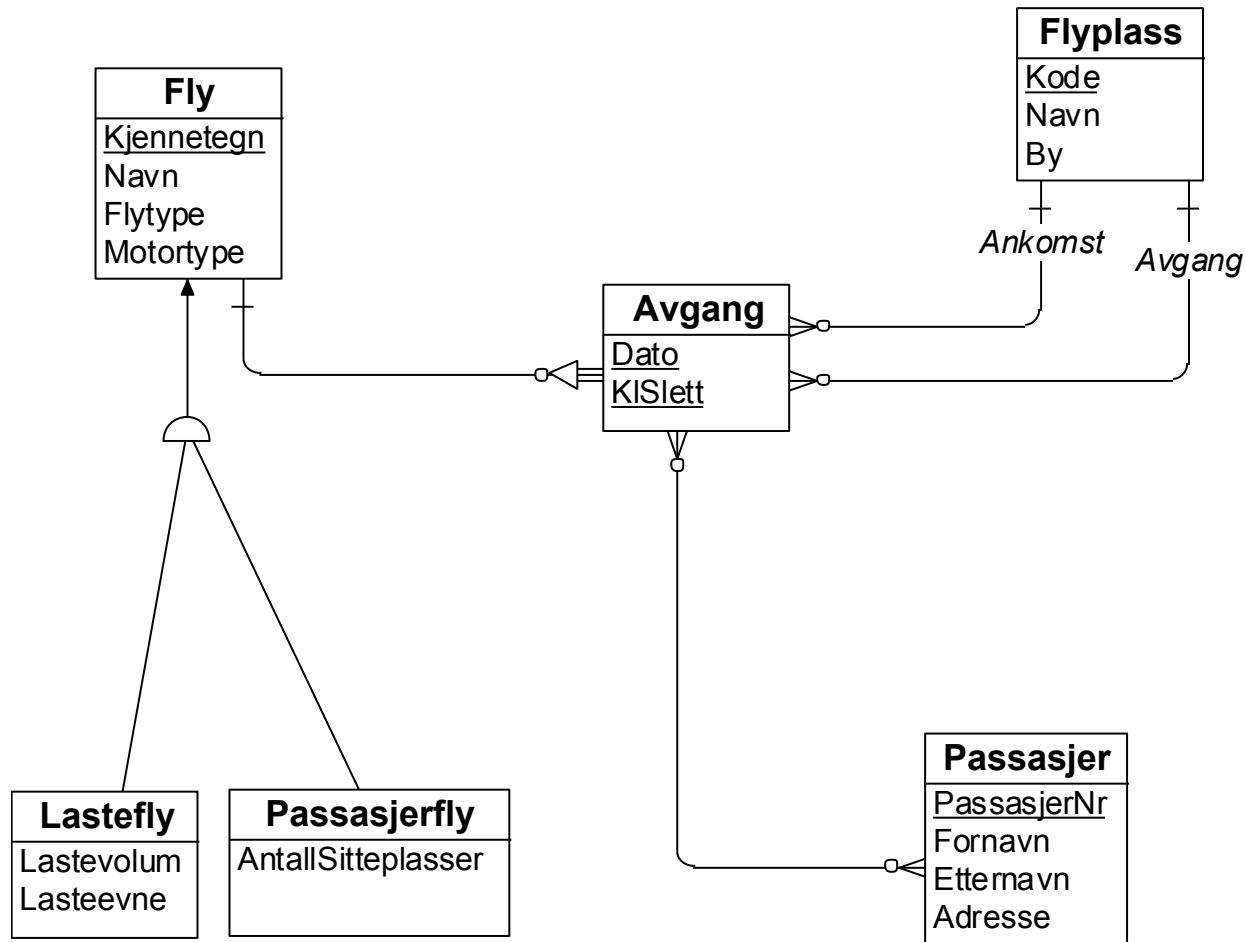 Flyplass
Kode
Navn
By
Fly
Kjennetegn
Navn
Flytype
Motortype
Ankomst
Avgang
Avgang
Dato
KlSlett
Lastefly
Lastevolum
Lasteevne
Passasjerfly
AntallSitteplasser
Passasjer
PassasjerNr
Fornavn
Etternavn
Adresse